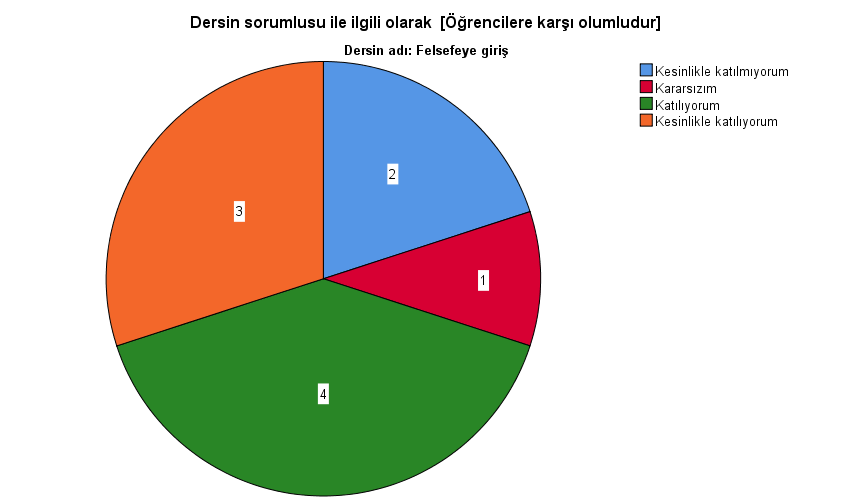 Dersin sorumlusu ile ilgili olarak  [Öğrencilere karşı olumludur]
Dersin adı: Felsefeye giriş
Kesinlikle katılmıyorum
Kararsızım
Katılıyorum
Kesinlikle katılıyorum
2
3
1
4